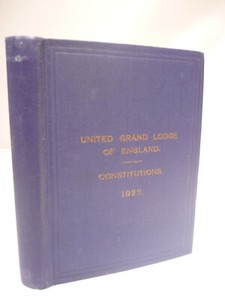 UNITED GRAND LODGE
OF ENGLAND.
CONSTITUTIONS.